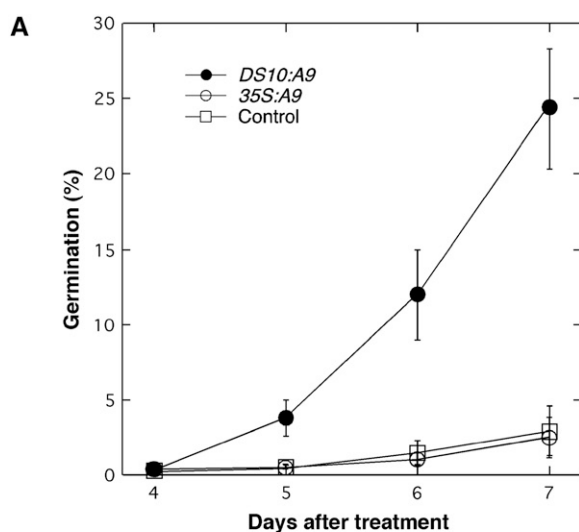 A
30
25
20
15
10
5
0
Germination (%)
DS10:A9
35S:A9
Control
4 5 6 7
Days after treatment